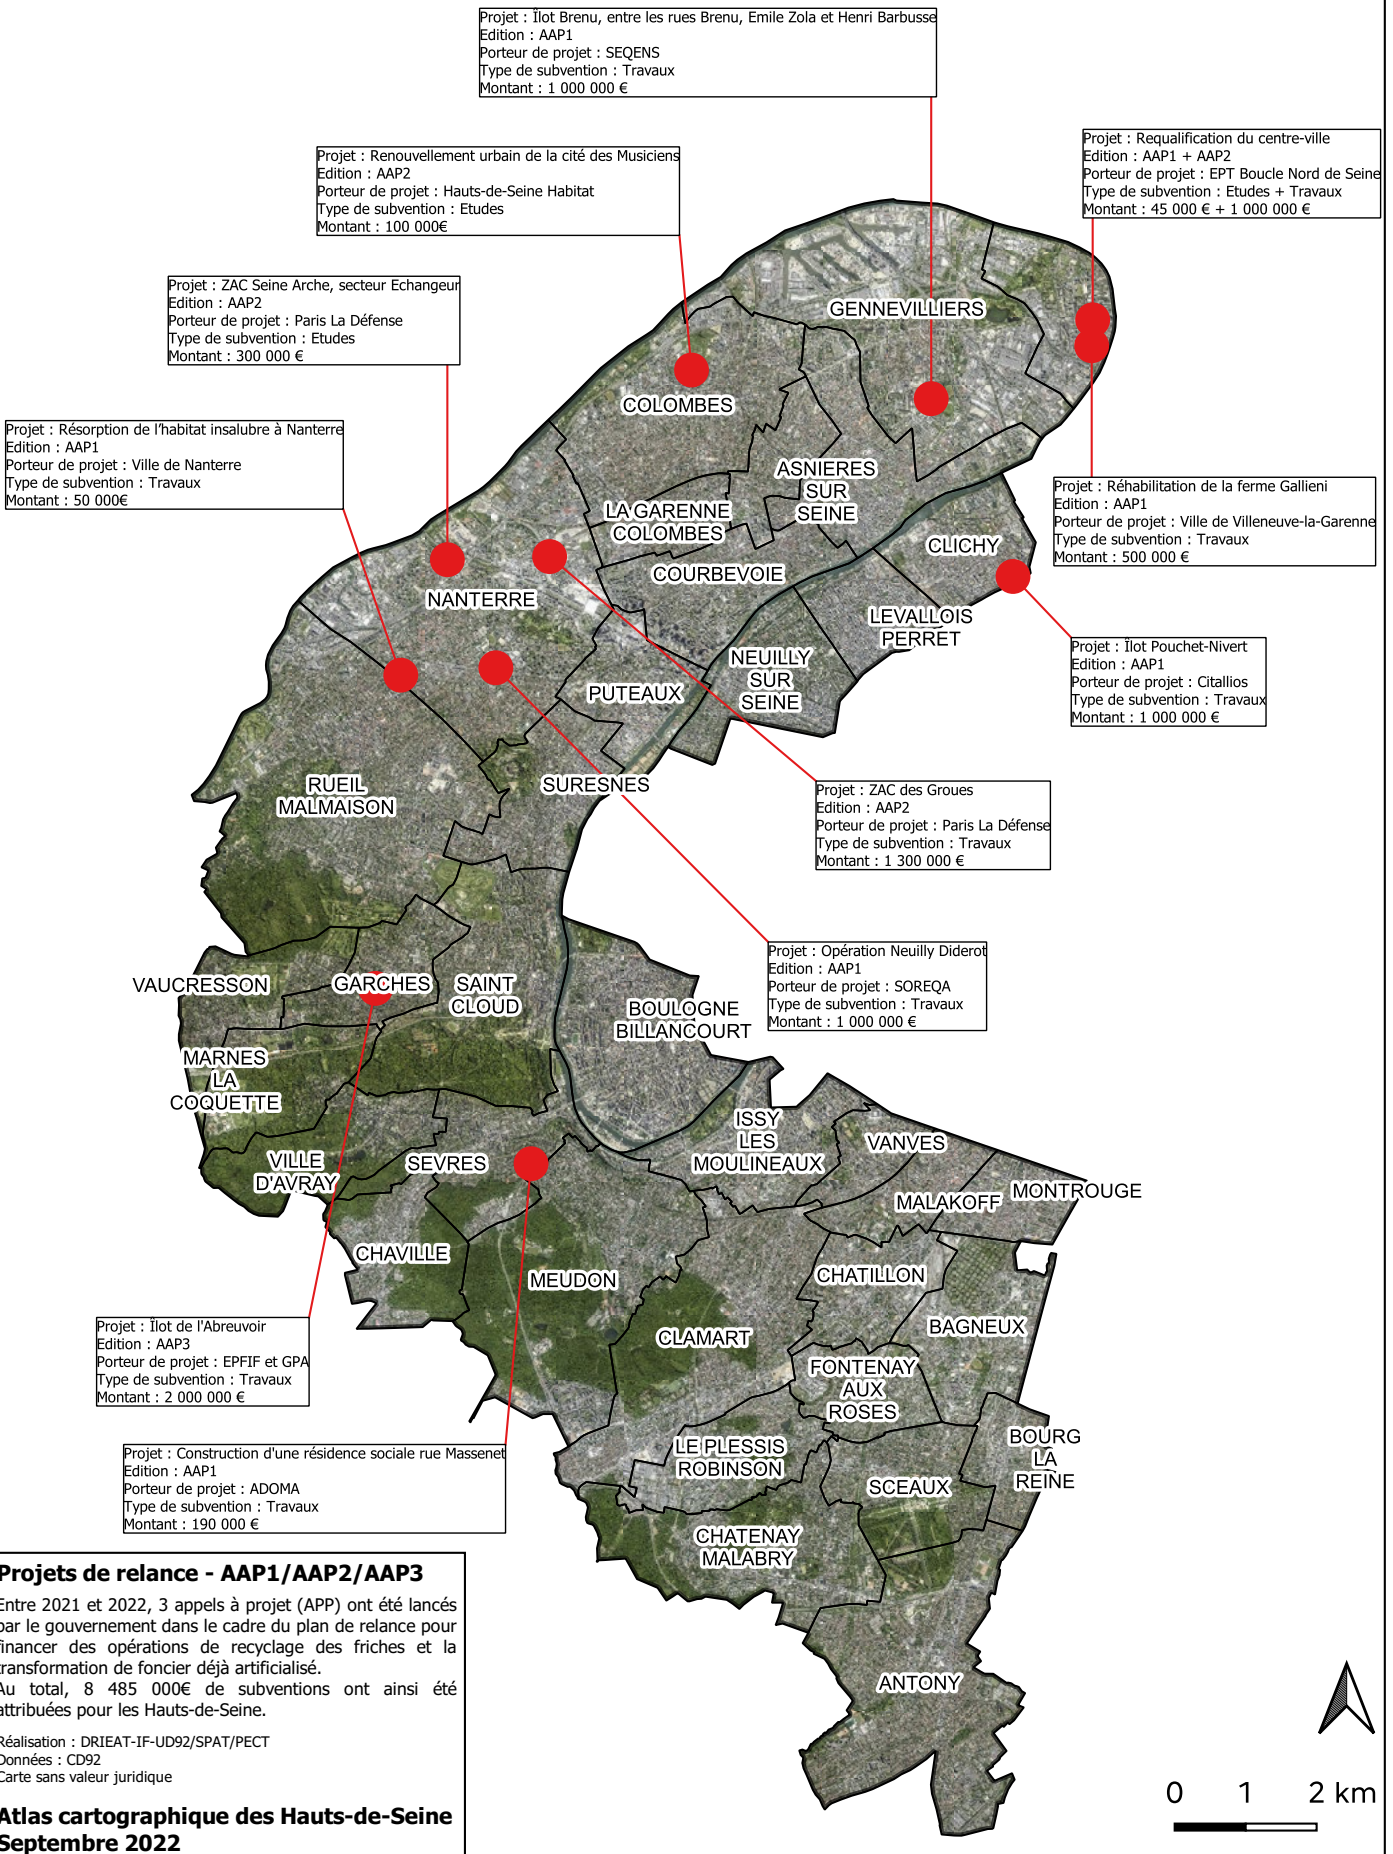 Projet : Îlot Brenu, entre les rues Brenu, Emile Zola et Henri Barbusse
Edition : AAP1
Porteur de projet : SEQENS
Type de subvention : Travaux
Montant : 1 000 000 €
Projet : Requalification du centre-ville
Edition : AAP1 + AAP2
Porteur de projet : EPT Boucle Nord de Seine
Type de subvention : Etudes + Travaux
Montant : 45 000 € + 1 000 000 €
Projet : Renouvellement urbain de la cité des Musiciens
Edition : AAP2
Porteur de projet : Hauts-de-Seine Habitat
Type de subvention : Etudes
Montant : 100 000€
Projet : ZAC Seine Arche, secteur Echangeur
Edition : AAP2
Porteur de projet : Paris La Défense
Type de subvention : Etudes
Montant : 300 000 €
Projet : Résorption de l'habitat insalubre à Nanterre
Edition : AAP1
Porteur de projet : Ville de Nanterre
Type de subvention : Travaux
Montant : 50 000€
Projet : Réhabilitation de la ferme Gallieni
Edition : AAP1
Porteur de projet : Ville de Villeneuve-la-Garenne
Type de subvention : Travaux
Montant : 500 000 €
Projet : Îlot Pouchet-Nivert
Edition : AAP1
Porteur de projet : Citallios
Type de subvention : Travaux
Montant : 1 000 000 €
Projet : ZAC des Groues
Edition : AAP2
Porteur de projet : Paris La Défense
Type de subvention : Travaux
Montant : 1 300 000 €
Projet : Opération Neuilly Diderot
Edition : AAP1
Porteur de projet : SOREQA
Type de subvention : Travaux
Montant : 1 000 000 €
GENNEVILLIERS
COLOMBES
ASNIERES
SUR
SEINE
LA GARENNE
COLOMBES
CLICHY
COURBEVOIE
NANTERRE
LEVALLOIS
PERRET
NEUILLY
SUR
SEINE
PUTEAUX
SURESNES
RUEIL
MALMAISON
VAUCRESSON
GARCHES
SAINT
CLOUD
BOULOGNE
BILLANCOURT
MARNES
LA
COQUETTE
ISSY
LES
MOULINEAUX
VANVES
VILLE
D'AVRAY
SEVRES
MALAKOFF
MONTROUGE
CHAVILLE
MEUDON
CHATILLON
CLAMART
BAGNEUX
FONTENAY
AUX
ROSES
LE PLESSIS
ROBINSON
BOURG
LA
REINE
SCEAUX
CHATENAY
MALABRY
ANTONY
Projet : Îlot de l'Abreuvoir
Edition : AAP3
Porteur de projet : EPFIF et GPA
Type de subvention : Travaux
Montant : 2 000 000 €
Projet : Construction d'une résidence sociale rue Massenet
Edition : AAP1
Porteur de projet : ADOMA
Type de subvention : Travaux
Montant : 190 000 €
Projets de relance - AAP1/AAP2/AAP3
Entre 2021 et 2022, 3 appels à projet (APP) ont été lancés
par le gouvernement dans le cadre du plan de relance pour
financer des opérations de recyclage des friches et la
transformation de foncier déjà artificialisé.
Au total, 8 485 000€ de subventions ont ainsi été
attribuées pour les Hauts-de-Seine.
Réalisation : DRIEAT-IF-UD92/SPAT/PECT
Données : CD92
Carte sans valeur juridique
Atlas cartographique des Hauts-de-Seine
Septembre 2022
0 1 2 km